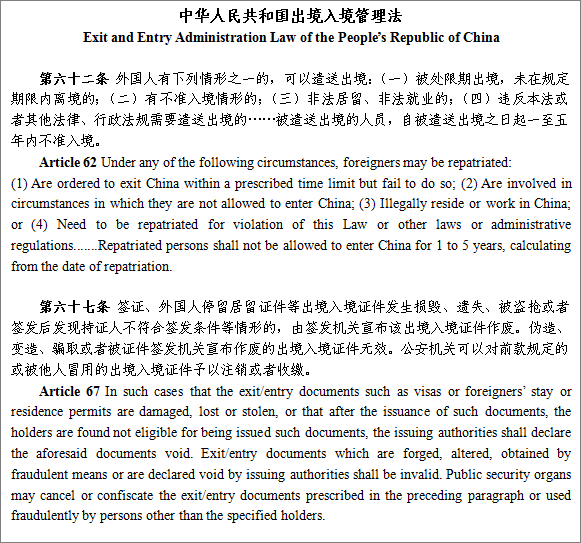 中华人民共和国出境入境管理法
Exit and Entry Administration Law of the People's Republic of China
第六十二条 外国人有下列情形之一的，可以遣送出境：（一）被处限期出境，未在规定
期限内离境的；（二）有不准入境情形的；（三）非法居留、非法就业的；（四）违反本法或
者其他法律、行政法规需要遣送出境的……被遣送出境的人员，自被遣送出境之日起一至五
年内不准入境。
Article 62 Under any of the following circumstances, foreigners may be repatriated:
(1) Are ordered to exit China within a prescribed time limit but fail to do so; (2) Are involved in
circumstances in which they are not allowed to enter China; (3) Illegally reside or work in China;
or (4) Need to be repatriated for violation of this Law or other laws or administrative
regulations.......Repatriated persons shall not be allowed to enter China for 1 to 5 years, calculating
from the date of repatriation.
第六十七条 签证、外国人停留居留证件等出境入境证件发生损毁、遗失、被盗抢或者
签发后发现持证人不符合签发条件等情形的，由签发机关宣布该出境入境证件作废。伪造、
变造、骗取或者被证件签发机关宣布作废的出境入境证件无效。公安机关可以对前款规定的
或被他人冒用的出境入境证件予以注销或者收缴。
Article 67 In such cases that the exit/entry documents such as visas or foreigners' stay or
residence permits are damaged, lost or stolen, or that after the issuance of such documents, the
holders are found not eligible for being issued such documents, the issuing authorities shall declare
the aforesaid documents void. Exit/entry documents which are forged, altered, obtained by
fraudulent means or are declared void by issuing authorities shall be invalid. Public security organs
may cancel or confiscate the exit/entry documents prescribed in the preceding paragraph or used
fraudulently by persons other than the specified holders.